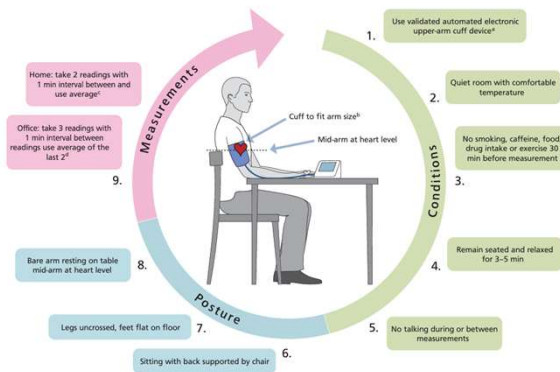 1.
Use validated automated electronic
upper-arm cuff deviceᵃ
2.
Quiet room with comfortable
temperature
3.
No smoking, caffeine, food,
drug intake or exercise 30
min before measurement
4.
Remain seated and relaxed
for 3–5 min
5.
No talking during or between
measurements
Conditions
6.
Sitting with back supported by chair
7.
Legs uncrossed, feet flat on floor
8.
Bare arm resting on table
mid-arm at heart level
Posture
9.
Home: take 2 readings with
1 min interval between and
use averageᶜ
Office: take 3 readings with
1 min interval between
readings use average of the
last 2ᵈ
Measurements
Cuff to fit arm sizeᵇ
Mid-arm at heart level